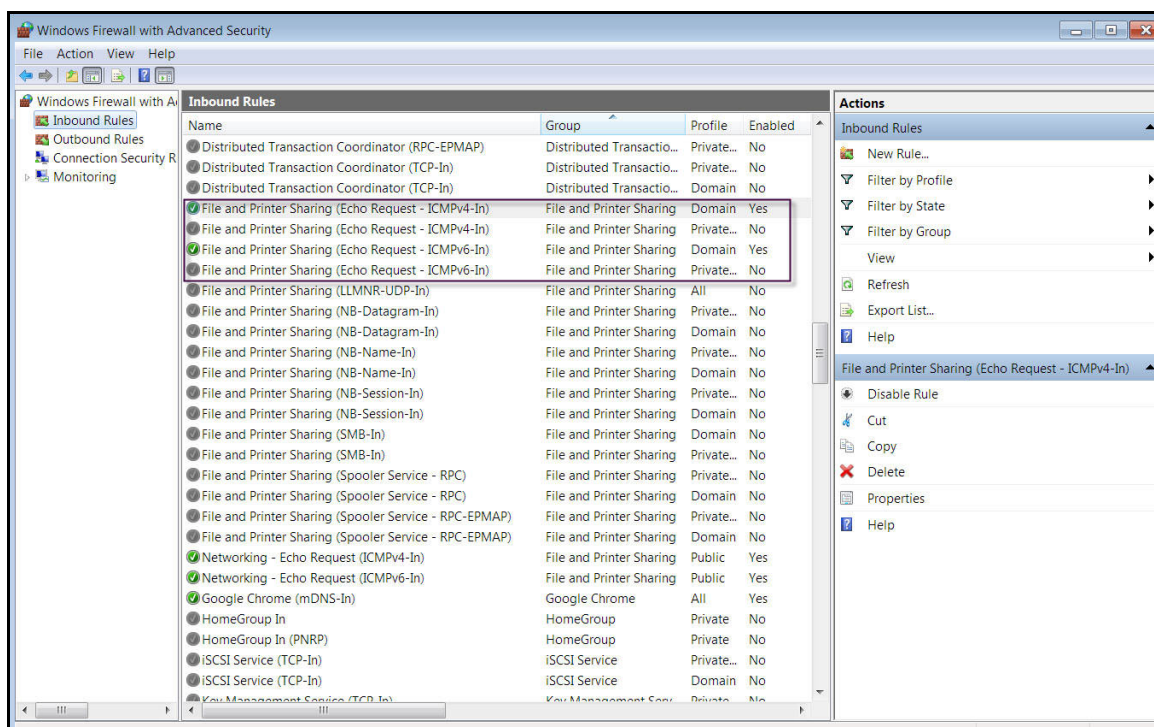 Windows Firewall with Advanced Security
File Action View Help
Windows Firewall with A
Inbound Rules
Outbound Rules
Connection Security R
Monitoring
Inbound Rules
Name Group Profile Enabled
Distributed Transaction Coordinator (RPC-EPMAP) Distributed Transactio... Private... No
Distributed Transaction Coordinator (TCP-In) Distributed Transactio... Private... No
Distributed Transaction Coordinator (TCP-In) Distributed Transactio... Domain No
File and Printer Sharing (Echo Request - ICMPv4-In) File and Printer Sharing Domain Yes
File and Printer Sharing (Echo Request - ICMPv4-In) File and Printer Sharing Private... No
File and Printer Sharing (Echo Request - ICMPv6-In) File and Printer Sharing Domain Yes
File and Printer Sharing (Echo Request - ICMPv6-In) File and Printer Sharing Private... No
File and Printer Sharing (LLMNR-UDP-In) File and Printer Sharing All No
File and Printer Sharing (NB-Datagram-In) File and Printer Sharing Private... No
File and Printer Sharing (NB-Datagram-In) File and Printer Sharing Domain No
File and Printer Sharing (NB-Name-In) File and Printer Sharing Private... No
File and Printer Sharing (NB-Name-In) File and Printer Sharing Domain No
File and Printer Sharing (NB-Session-In) File and Printer Sharing Private... No
File and Printer Sharing (NB-Session-In) File and Printer Sharing Domain No
File and Printer Sharing (SMB-In) File and Printer Sharing Domain No
File and Printer Sharing (SMB-In) File and Printer Sharing Private... No
File and Printer Sharing (Spooler Service - RPC) File and Printer Sharing Private... No
File and Printer Sharing (Spooler Service - RPC) File and Printer Sharing Domain No
File and Printer Sharing (Spooler Service - RPC-EPMAP) File and Printer Sharing Private... No
File and Printer Sharing (Spooler Service - RPC-EPMAP) File and Printer Sharing Domain No
Networking - Echo Request (ICMPv4-In) File and Printer Sharing Public Yes
Networking - Echo Request (ICMPv6-In) File and Printer Sharing Public Yes
Google Chrome (mDNS-In) Google Chrome All Yes
HomeGroup In HomeGroup Private No
HomeGroup In (PNRP) HomeGroup Private No
iSCSI Service (TCP-In) iSCSI Service Private... No
iSCSI Service (TCP-In) iSCSI Service Domain No
Key Management Service (TCP-In) Key Management Serv... Private... No
Actions
Inbound Rules
New Rule...
Filter by Profile
Filter by State
Filter by Group
View
Refresh
Export List...
Help
File and Printer Sharing (Echo Request - ICMPv4-In)
Disable Rule
Cut
Copy
Delete
Properties
Help